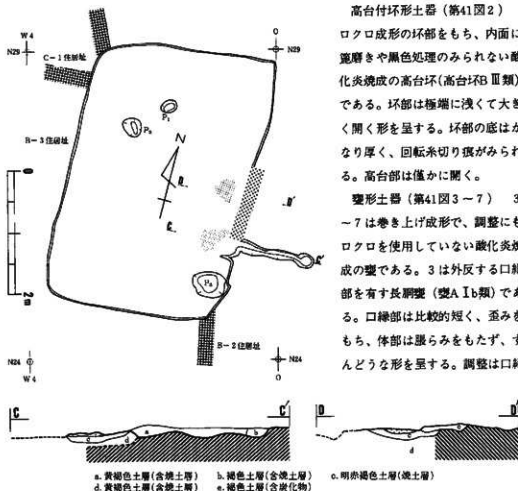 高台付坏形土器(第41図2)
ロクロ成形の坏部をもち、内面に
箆磨きや黒色処理のみられない酸
化炎焼成の高台坏(高台坏BⅢ類)
である。坏部は極端に浅くて大き
く開く形を呈する。坏部の底はか
なり厚く、回転糸切り痕がみられ
る。高台部は僅かに開く。
甕形土器(第41図3~7) 3
~7は巻き上げ成形で、調整にも
ロクロを使用していない酸化炎焼
成の甕である。3は外反する口縁
部を有す長胴甕(甕AⅠb類)であ
る。口縁部は比較的短く、歪みを
もち、体部は脹らみをもたず、ず
んどうな形を呈する。調整は口縁
W4
N29
C-1住居址
O
N29
B-3住居址
P1
P2
N
D
D'
C
C'
0
2m
P3
B-2住居址
N24
W4
N24
O
C
C'
D
D'
a
b
c
d
c
d
a. 黄褐色土層(含焼土層) b. 褐色土層(含焼土層) c. 明赤褐色土層(焼土層)
d. 黄褐色土層(含焼土層) e. 褐色土層(含炭化物)